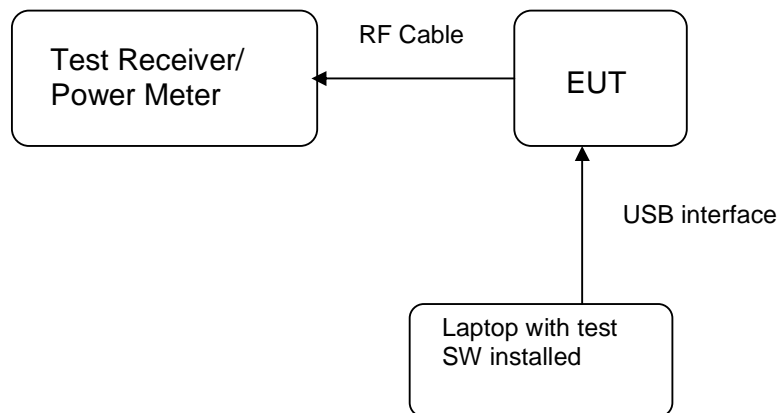 RF Cable
Test Receiver/
Power Meter
EUT
USB interface
Laptop with test
SW installed